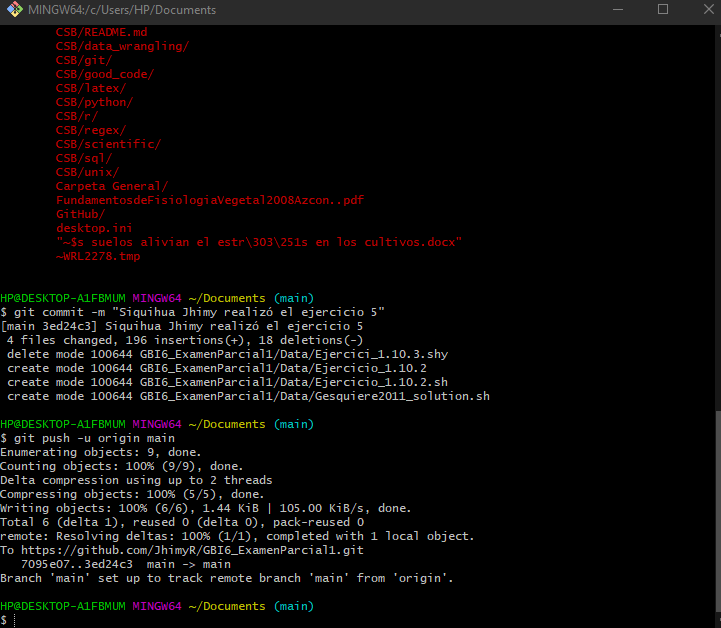 MINGW64:/c/Users/HP/Documents
CSB/README.md
CSB/data_wrangling/
CSB/git/
CSB/good_code/
CSB/latex/
CSB/python/
CSB/r/
CSB/regex/
CSB/scientific/
CSB/sql/
CSB/unix/
Carpeta General/
FundamentosdeFisiologiaVegetal2008Azcon..pdf
GitHub/
desktop.ini
"~$s suelos alivian el estr\303\251s en los cultivos.docx"
~WRL2278.tmp
HP@DESKTOP-A1FBMUM MINGW64 ~/Documents (main)
$ git commit -m "Siquihua Jhimy realizó el ejercicio 5"
[main 3ed24c3] Siquihua Jhimy realizó el ejercicio 5
4 files changed, 196 insertions(+), 18 deletions(-)
delete mode 100644 GBI6_ExamenParcial1/Data/Ejercici_1.10.3.shy
create mode 100644 GBI6_ExamenParcial1/Data/Ejercicio_1.10.2
create mode 100644 GBI6_ExamenParcial1/Data/Ejercicio_1.10.2.sh
create mode 100644 GBI6_ExamenParcial1/Data/Gesquiere2011_solution.sh
HP@DESKTOP-A1FBMUM MINGW64 ~/Documents (main)
$ git push -u origin main
Enumerating objects: 9, done.
Counting objects: 100% (9/9), done.
Delta compression using up to 2 threads
Compressing objects: 100% (5/5), done.
Writing objects: 100% (6/6), 1.44 KiB | 105.00 KiB/s, done.
Total 6 (delta 1), reused 0 (delta 0), pack-reused 0
remote: Resolving deltas: 100% (1/1), completed with 1 local object.
To https://github.com/JhimyR/GBI6_ExamenParcial1.git
7095e07..3ed24c3  main -> main
Branch 'main' set up to track remote branch 'main' from 'origin'.
HP@DESKTOP-A1FBMUM MINGW64 ~/Documents (main)
$